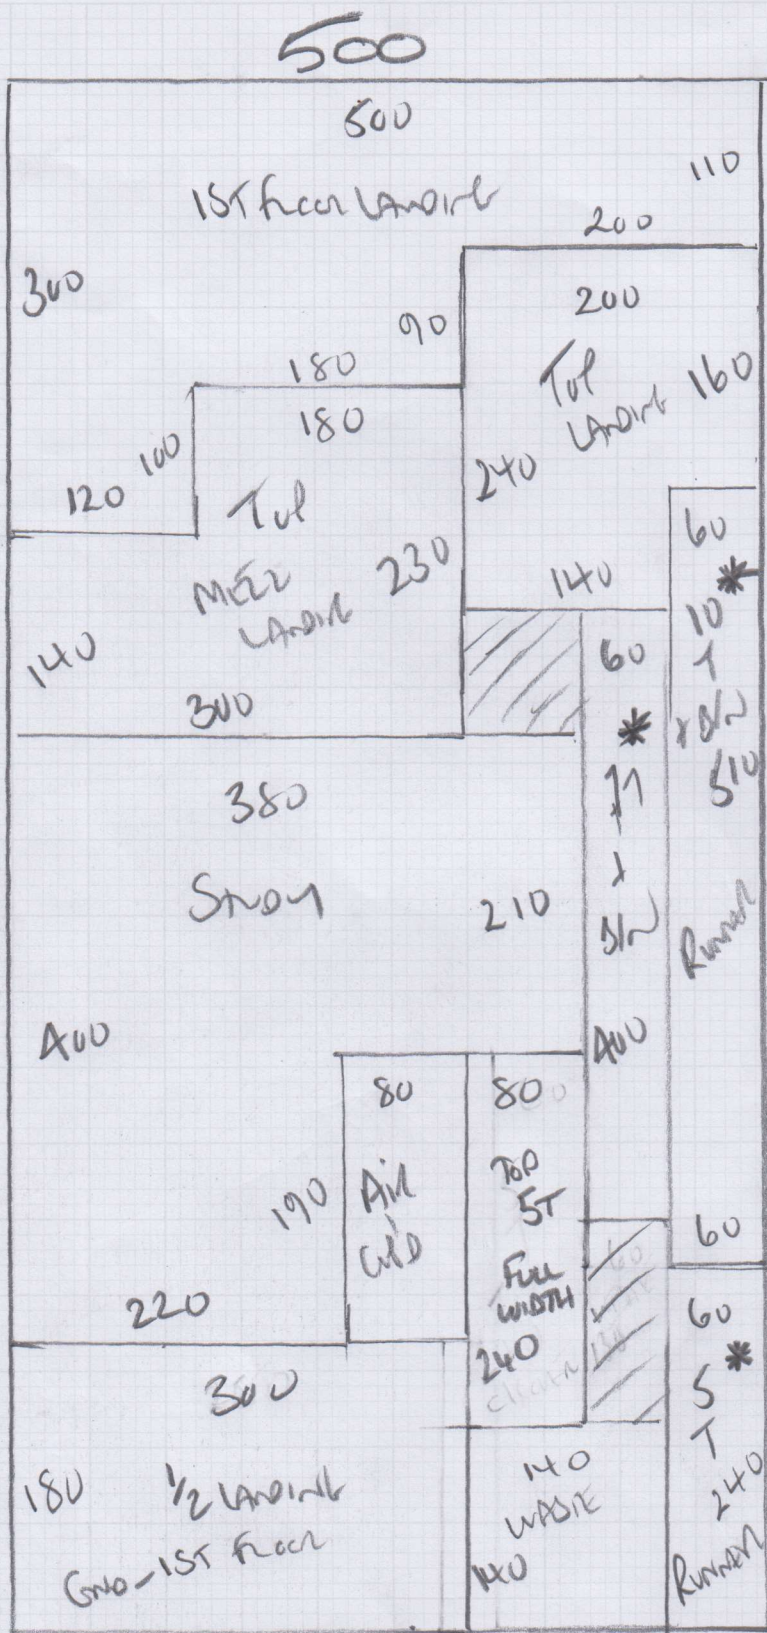 500
500
1ST FLOOR LANDING
110
200
300
200
90
TOP
LANDING
160
180
180
100
240
120
TOP
MEZZ
LANDING
230
60
*
10
T
+ D/N
510
RUNNER
60
140
140
60
*
11
T
D/N
400
300
380
STUDY
210
400
80
AIR
CUPD
190
80
TOP
5T
FULL
WIDTH
240
220
60
*
5
T
240
RUNNER
300
180
1/2 LANDING
GND - 1ST FLOOR
140
WASTE
140